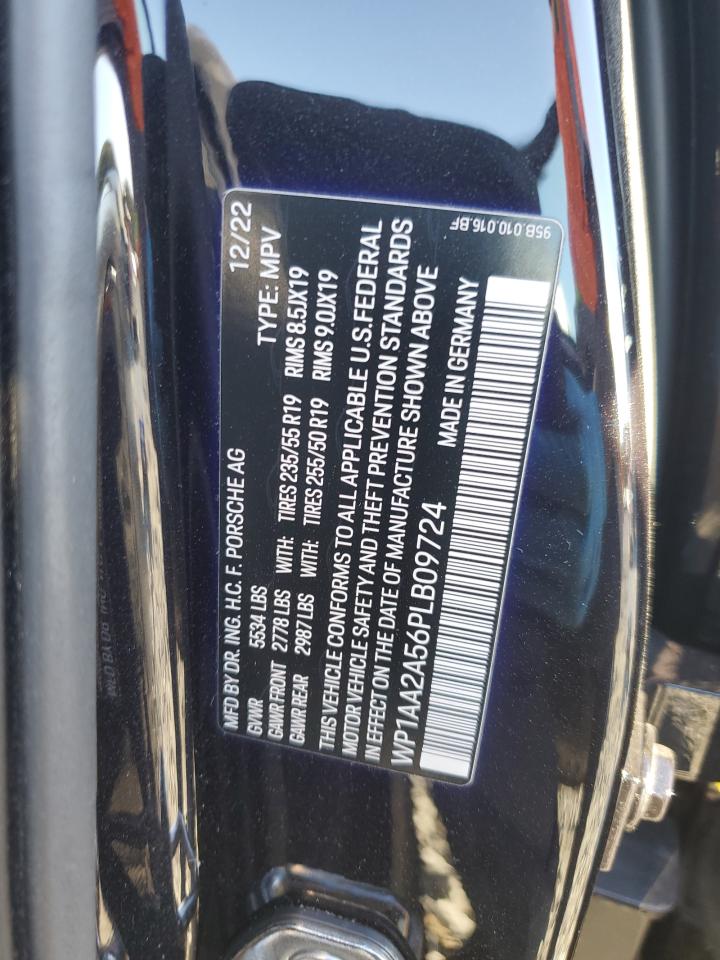 MFD BY DR. ING. H.C. F. PORSCHE AG 12/22
GVWR 5534 LBS TYPE: MPV
GAWR FRONT 2778 LBS WITH: TIRES 235/55 R19 RIMS 8.5JX19
GAWR REAR 2987 LBS WITH: TIRES 255/50 R19 RIMS 9.0JX19
THIS VEHICLE CONFORMS TO ALL APPLICABLE U.S.FEDERAL
MOTOR VEHICLE SAFETY AND THEFT PREVENTION STANDARDS
IN EFFECT ON THE DATE OF MANUFACTURE SHOWN ABOVE
WP1AA2A56PLB09724 MADE IN GERMANY
95B.010.016.BF